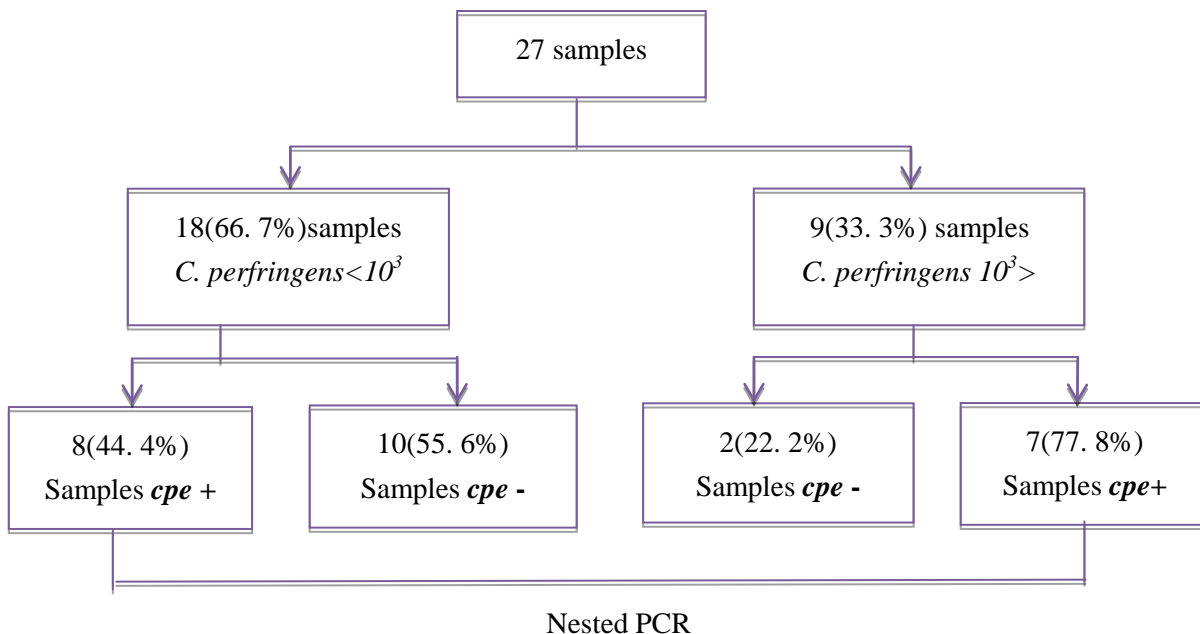 27 samples
18(66. 7%)samples
C. perfringens<10³
9(33. 3%) samples
C. perfringens 10³>
8(44. 4%)
Samples cpe +
10(55. 6%)
Samples cpe -
2(22. 2%)
Samples cpe -
7(77. 8%)
Samples cpe+
Nested PCR